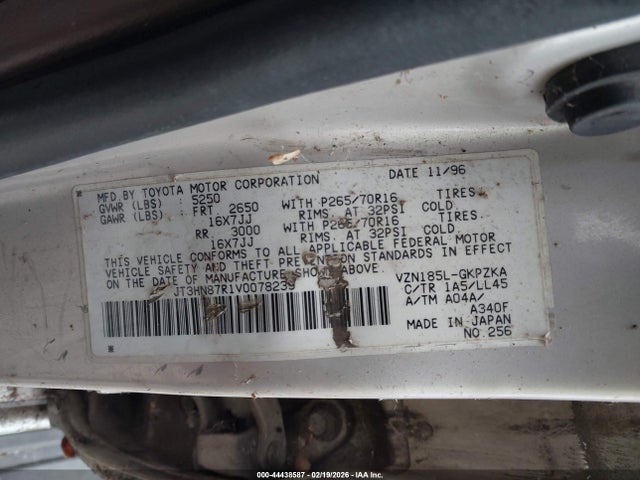 MFD. BY TOYOTA MOTOR CORPORATION DATE 11/96
GVWR (LBS) : 5250
GAWR (LBS) : FRT 2650 WITH P265/70R16 TIRES
16X7JJ RIMS, AT 32PSI COLD.
RR. 3000 WITH P265/70R16 TIRES
16X7JJ RIMS, AT 32PSI COLD.
THIS VEHICLE CONFORMS TO ALL APPLICABLE FEDERAL MOTOR
VEHICLE SAFETY AND THEFT PREVENTION STANDARDS IN EFFECT
ON THE DATE OF MANUFACTURE SHOWN ABOVE.
JT3HN87R1V0078239 VZN185L-GKPZKA
C/TR 1A5/LL45
A/TM A04A/
A340F
MADE IN JAPAN
NO 256
000-44438587 - 02/19/2026 - IAA Inc.